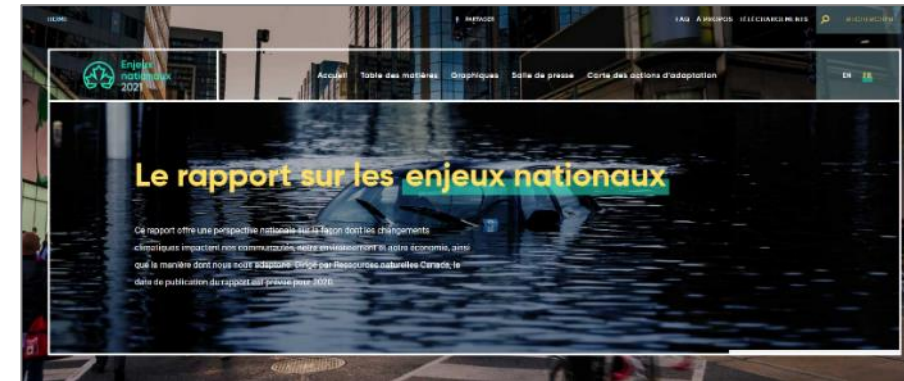 HOME PARTAGER FAQ À PROPOS TÉLÉCHARGEMENTS
Enjeux
nationaux
2021
Accueil Table des matières Graphiques Salle de presse Carte des actions d'adaptation EN FR
Le rapport sur les enjeux nationaux
Ce rapport offre une perspective nationale sur la façon dont les changements
climatiques impactent non communautés, notre environnement et notre économie, ainsi
que la manière dont nous nous adaptons. Dirigé par Ressources naturelles Canada, la
date de publication du rapport est prévue pour 2020.